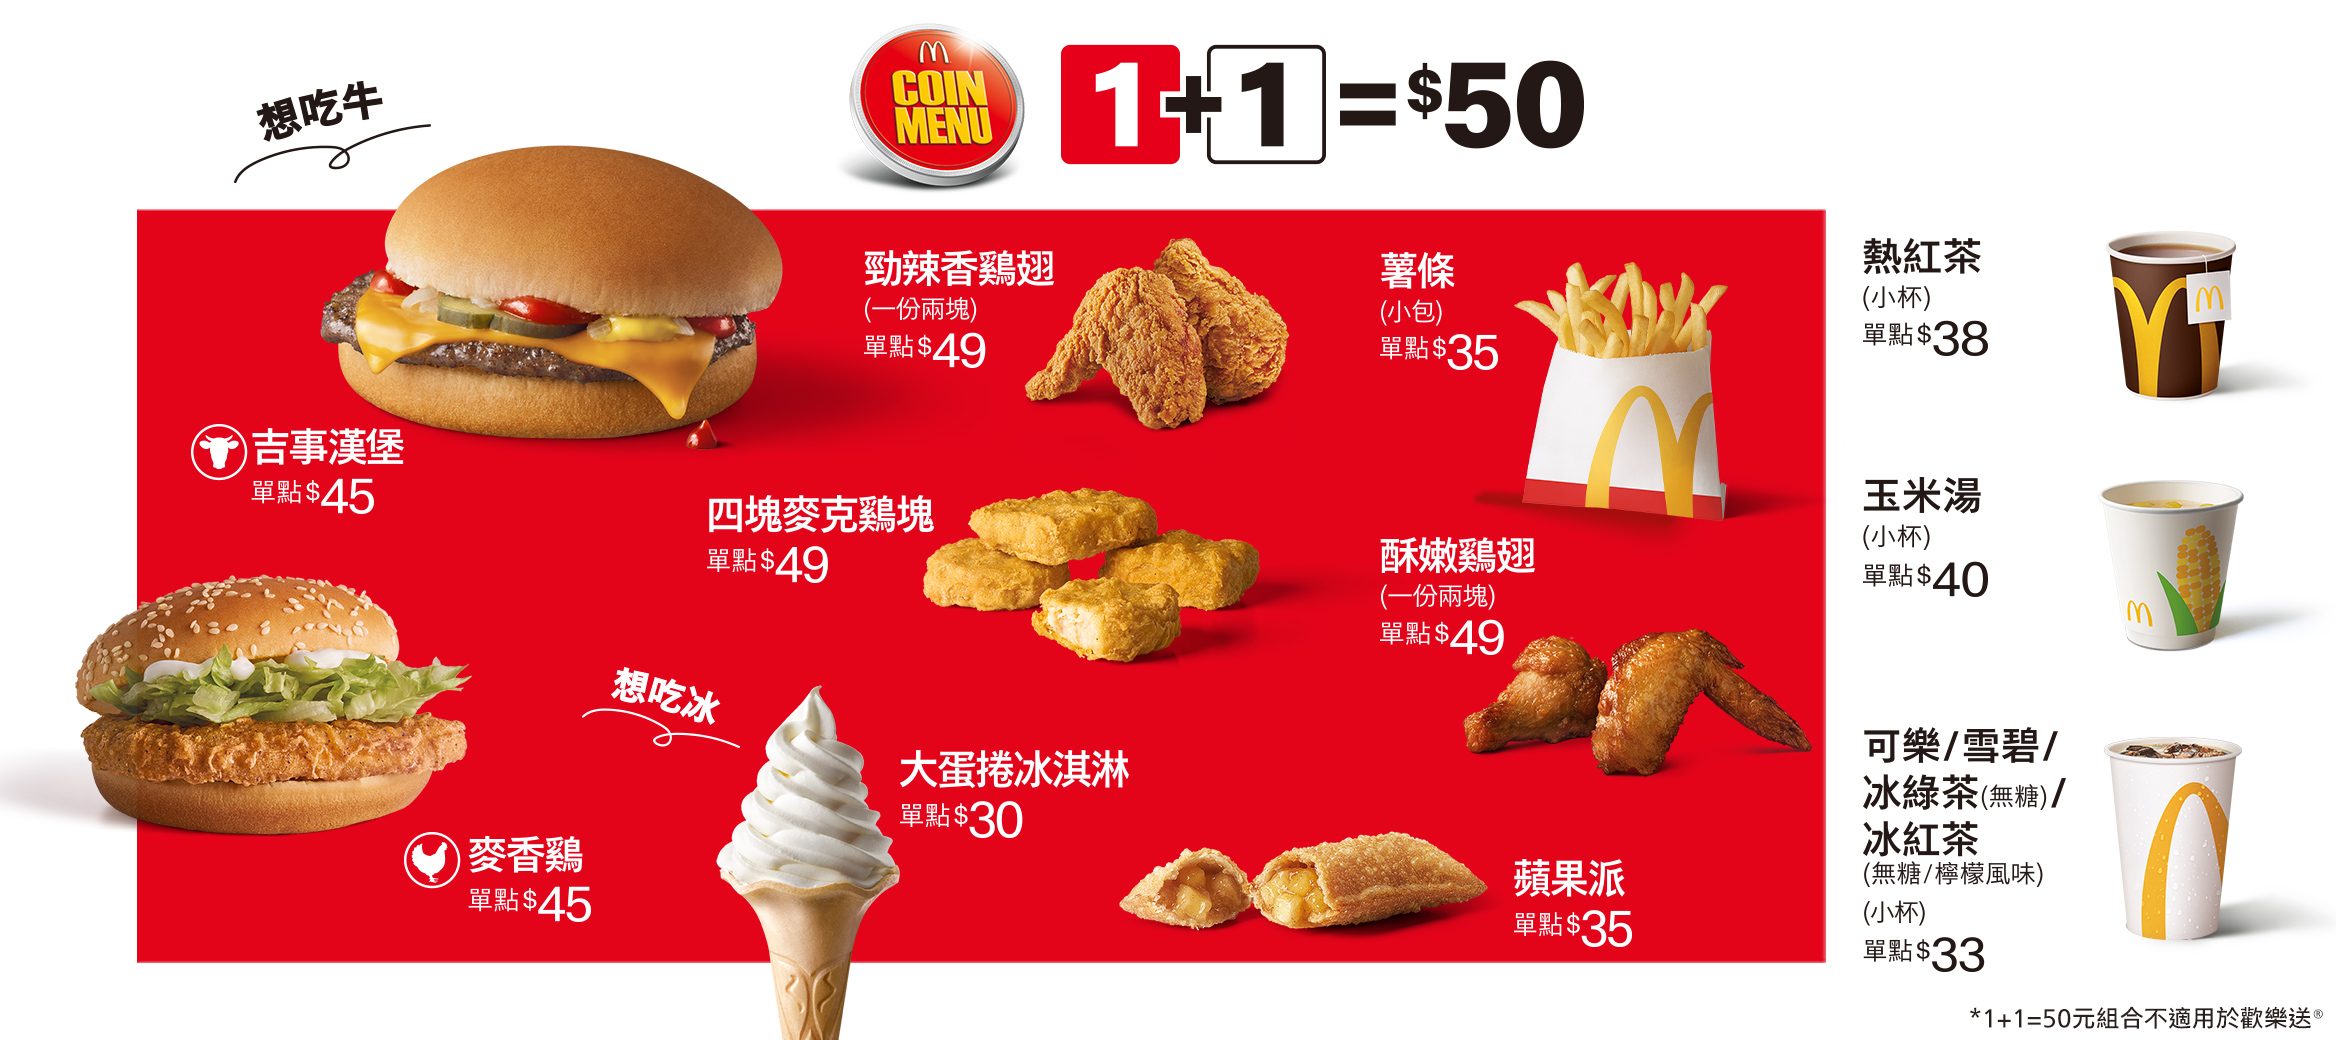 COIN
MENU
1+1=$50
想吃牛
吉事漢堡
單點$45
勁辣香鷄翅
(一份兩塊)
單點$49
薯條
(小包)
單點$35
四塊麥克鷄塊
單點$49
酥嫩鷄翅
(一份兩塊)
單點$49
麥香鷄
單點$45
想吃冰
大蛋捲冰淇淋
單點$30
蘋果派
單點$35
熱紅茶
(小杯)
單點$38
玉米湯
(小杯)
單點$40
可樂/雪碧/
冰綠茶(無糖)/
冰紅茶
(無糖/檸檬風味)
(小杯)
單點$33
*1+1=50元組合不適用於歡樂送®